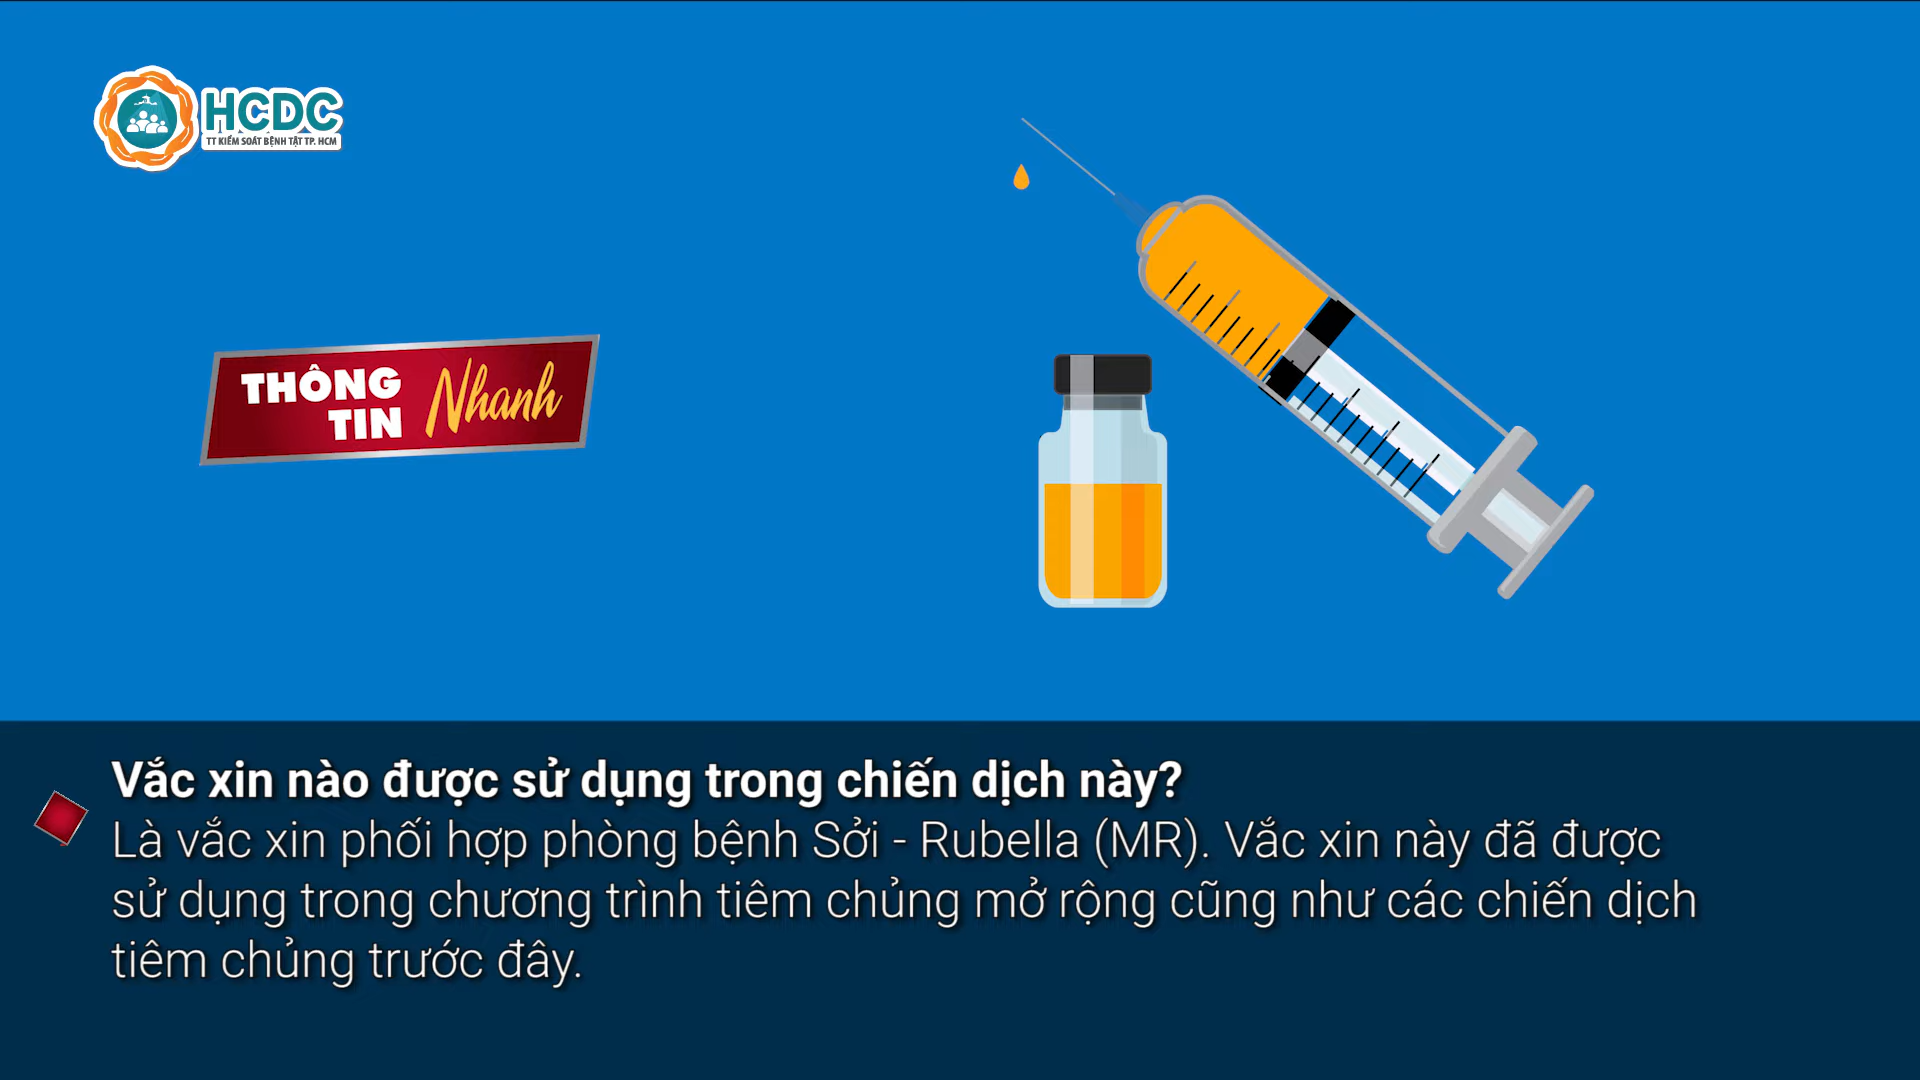 HCDC
TT KIỂM SOÁT BỆNH TẬT TP. HCM
THÔNG
TIN
Nhanh
Vắc xin nào được sử dụng trong chiến dịch này?
Là vắc xin phối hợp phòng bệnh Sởi - Rubella (MR). Vắc xin này đã được
sử dụng trong chương trình tiêm chủng mở rộng cũng như các chiến dịch
tiêm chủng trước đây.